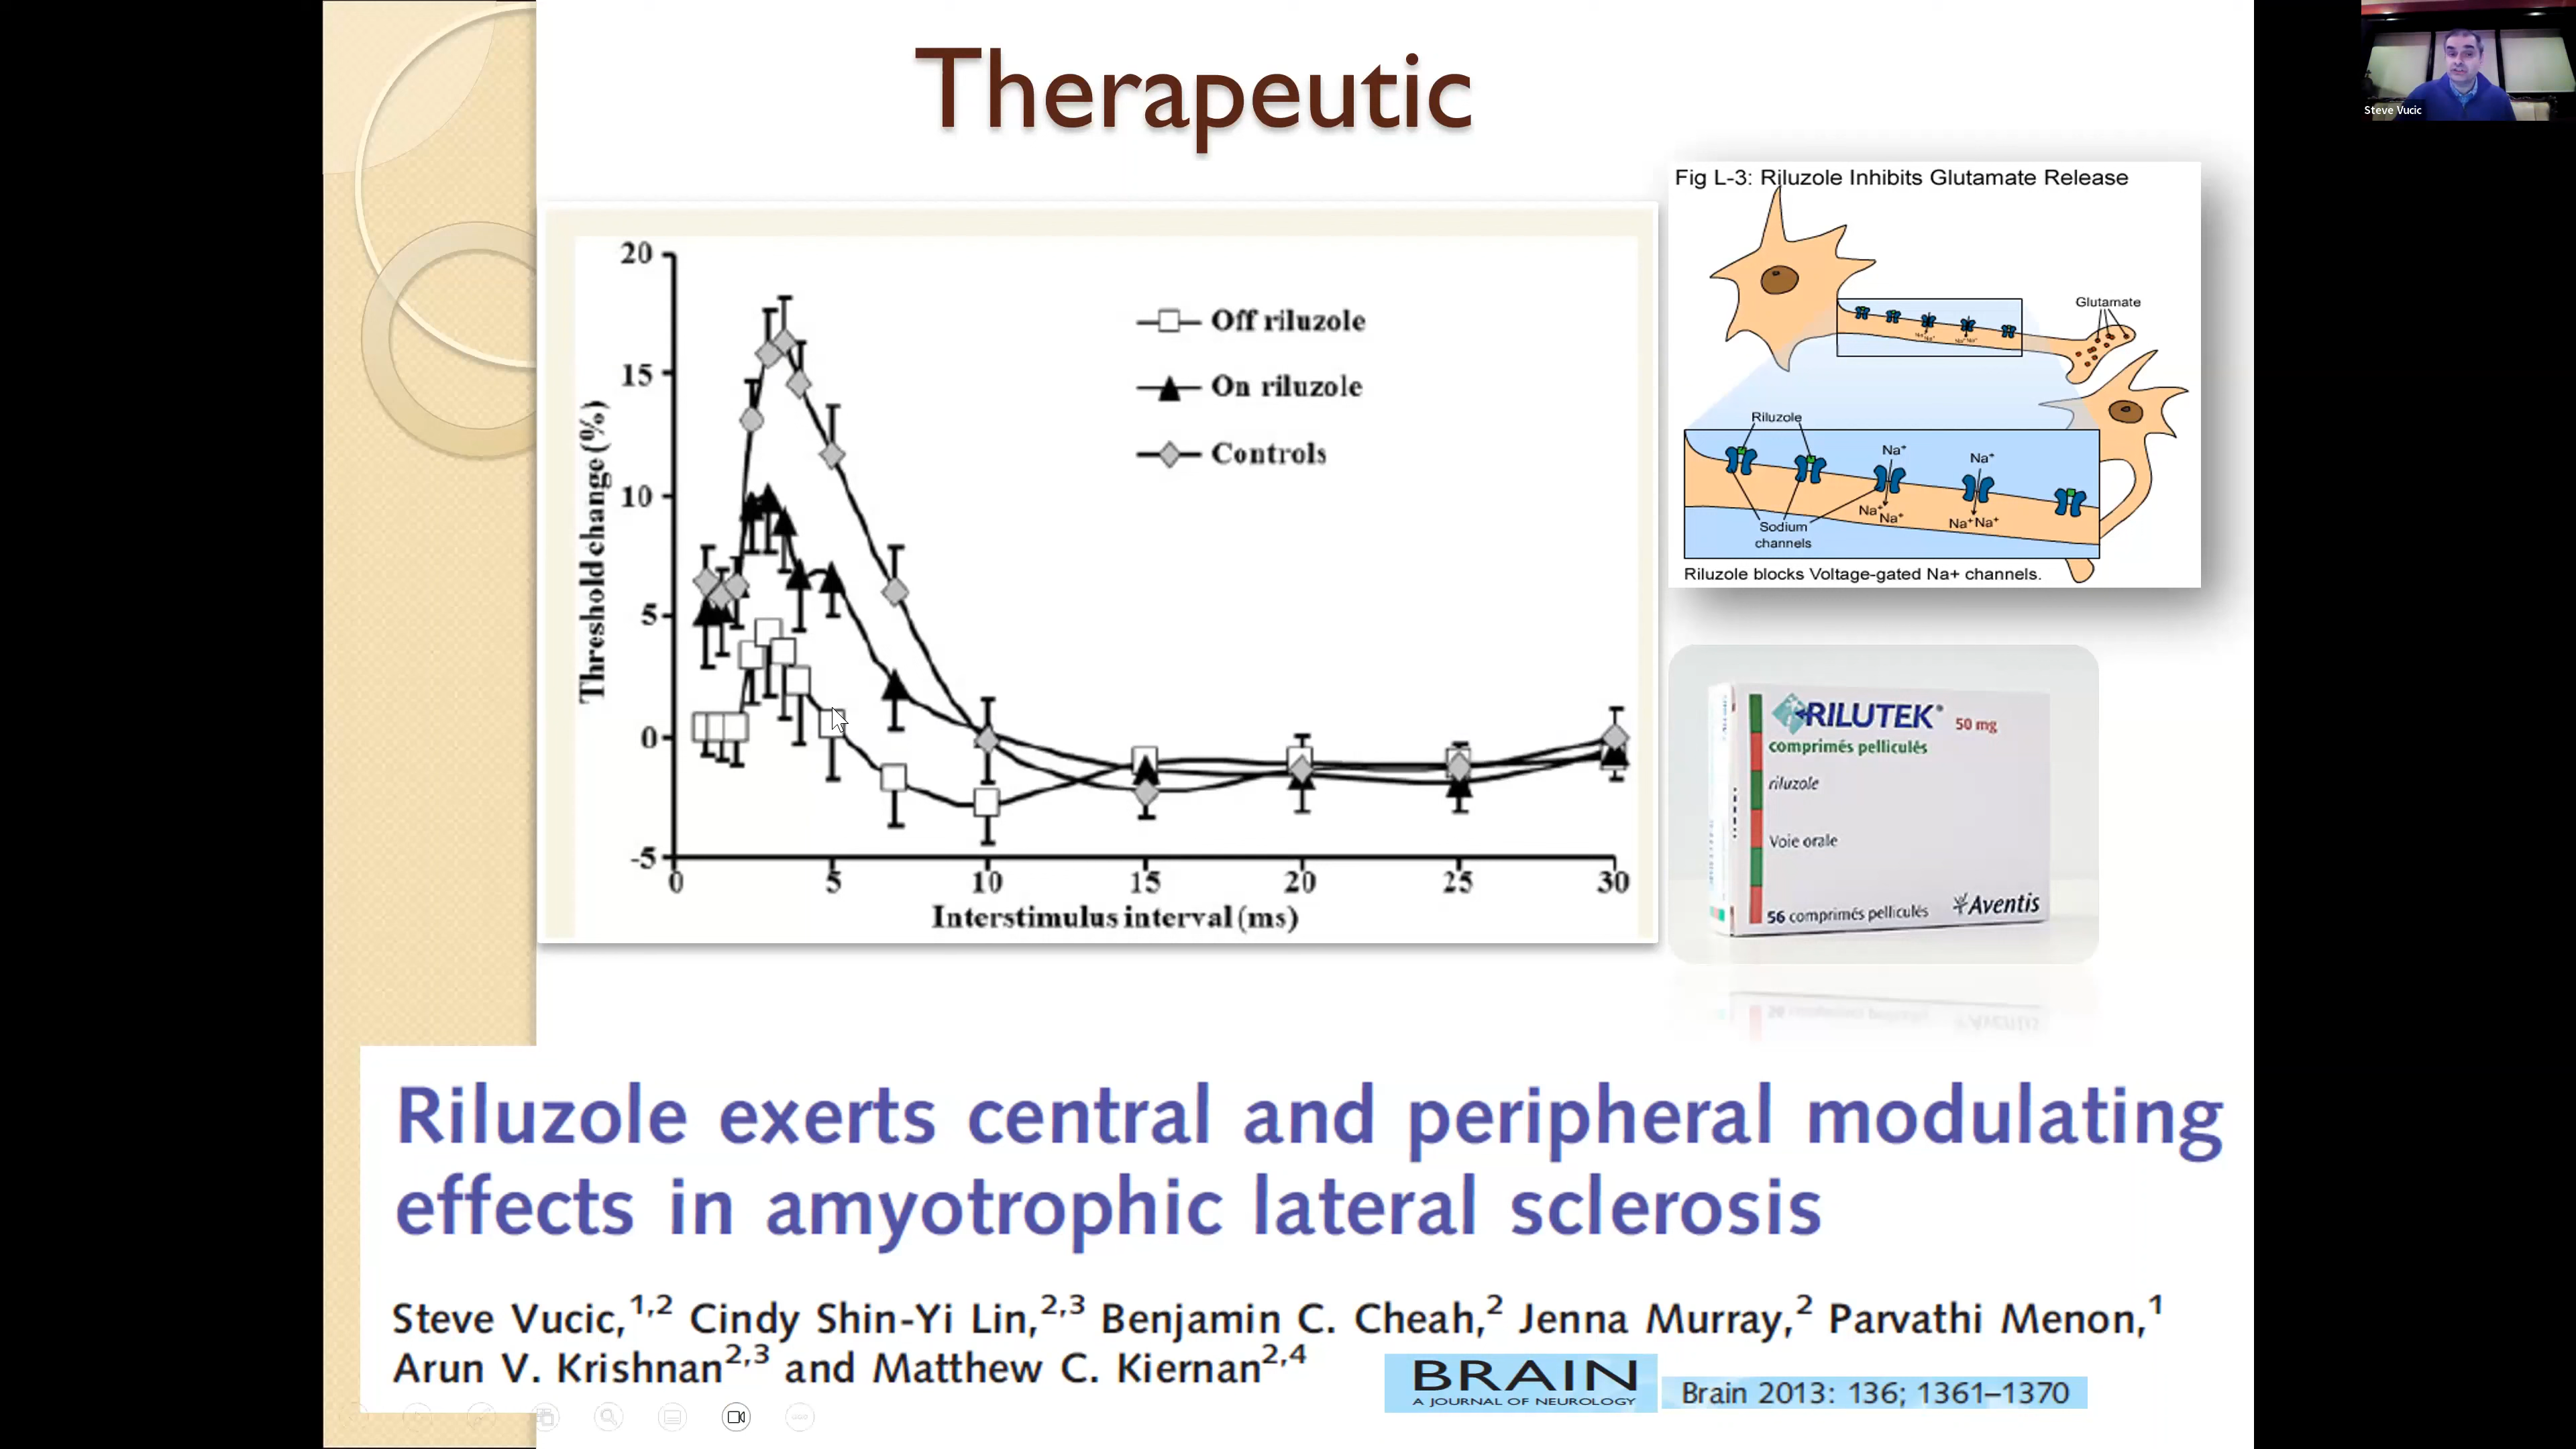 Therapeutic
Steve Vucic
20
15
10
5
0
-5
0
5
10
15
20
25
30
Threshold change (%)
Interstimulus interval (ms)
Off riluzole
On riluzole
Controls
Fig L-3: Riluzole Inhibits Glutamate Release
Glutamate
Riluzole
Na⁺
Na⁺
Na⁺
Na⁺
Na⁺Na⁺
Sodium
channels
Riluzole blocks Voltage-gated Na+ channels.
RILUTEK® 50 mg
comprimés pelliculés
riluzole
Voie orale
56 comprimés pelliculés
Aventis
Riluzole exerts central and peripheral modulating
effects in amyotrophic lateral sclerosis
Steve Vucic,1,2 Cindy Shin-Yi Lin,2,3 Benjamin C. Cheah,2 Jenna Murray,2 Parvathi Menon,1
Arun V. Krishnan2,3 and Matthew C. Kiernan2,4
BRAIN
A JOURNAL OF NEUROLOGY
Brain 2013: 136; 1361–1370